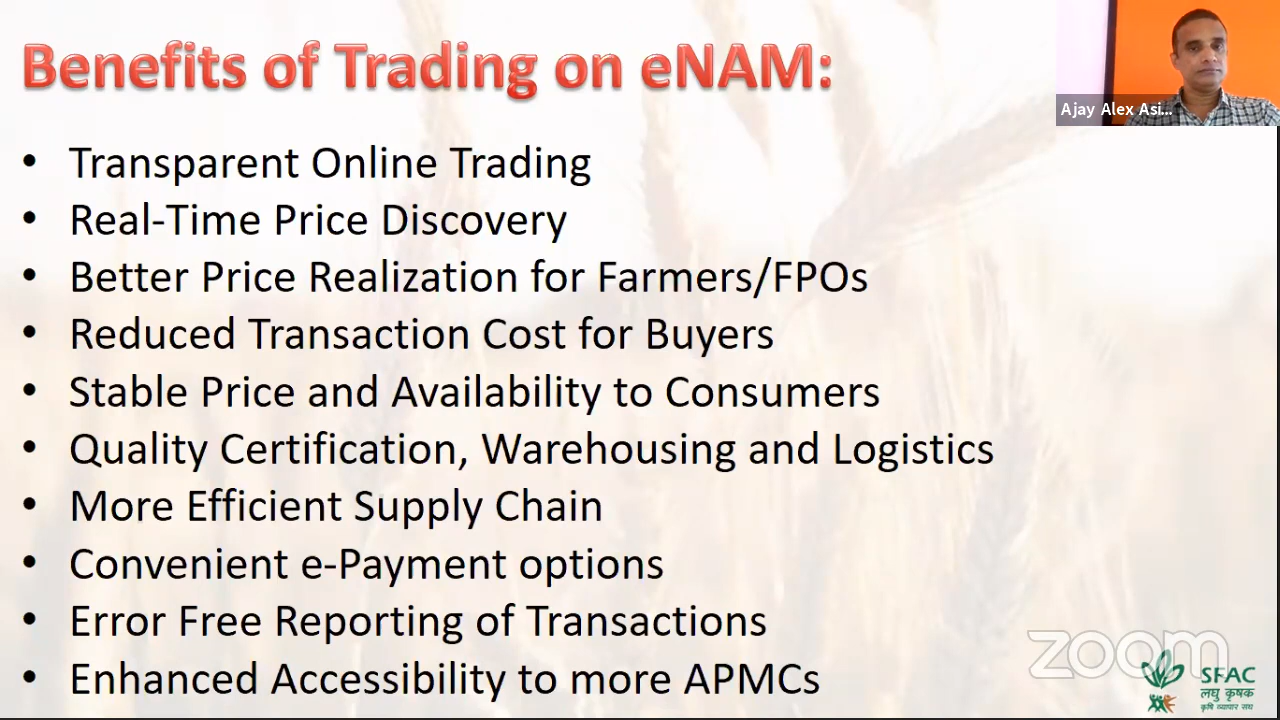 Benefits of Trading on eNAM:
Ajay Alex Asi...
• Transparent Online Trading
• Real-Time Price Discovery
• Better Price Realization for Farmers/FPOs
• Reduced Transaction Cost for Buyers
• Stable Price and Availability to Consumers
• Quality Certification, Warehousing and Logistics
• More Efficient Supply Chain
• Convenient e-Payment options
• Error Free Reporting of Transactions
• Enhanced Accessibility to more APMCs
zoom
SFAC
लघु कृषक
कृषि व्यापार संघ